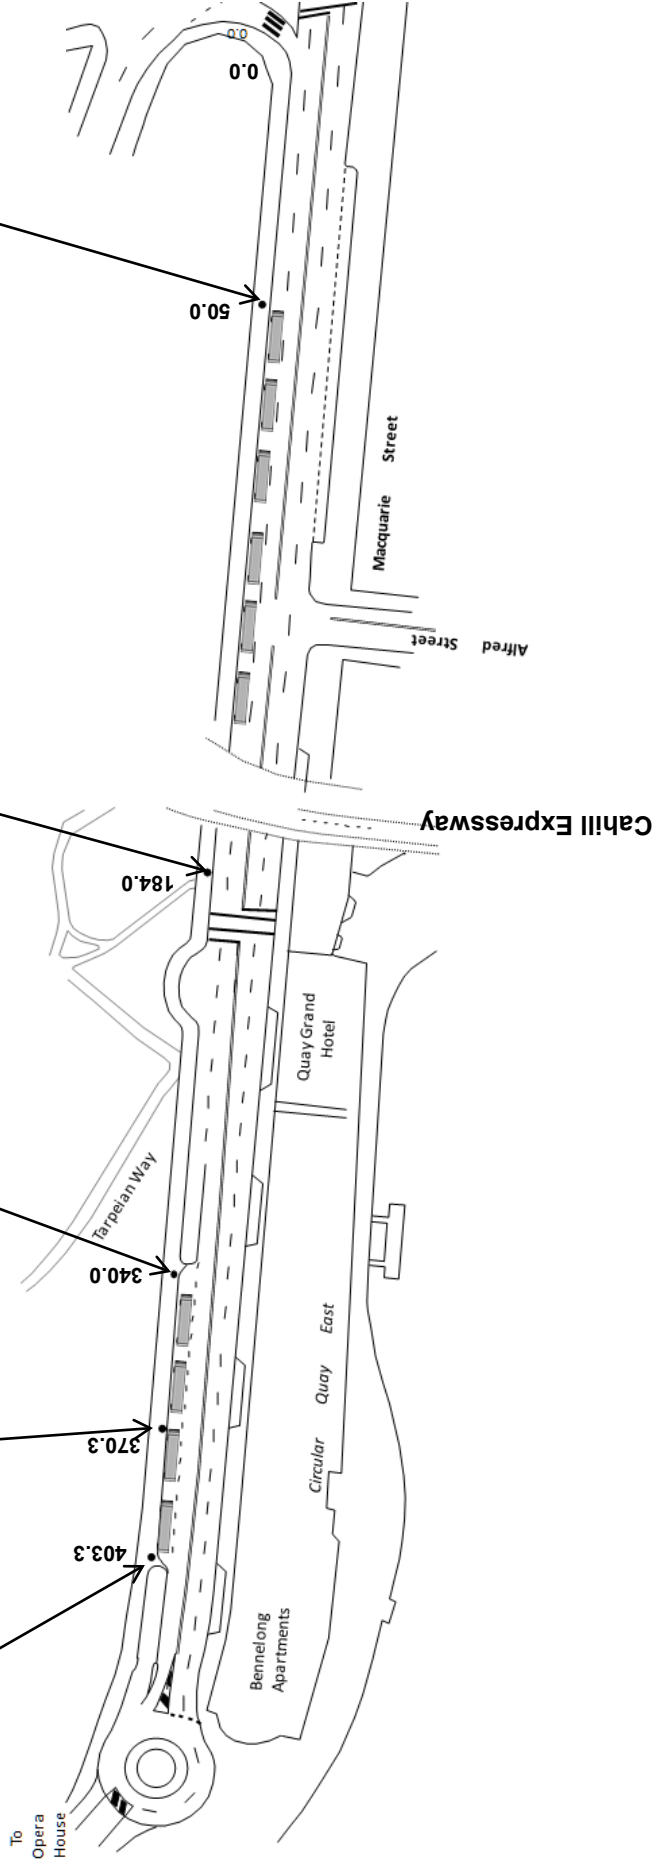 0.0
0.0
50.0
Macquarie Street
Alfred Street
Cahill Expressway
184.0
Quay Grand
Hotel
Tarpeian Way
340.0
Circular Quay East
370.3
403.3
Bennelong
Apartments
To
Opera
House